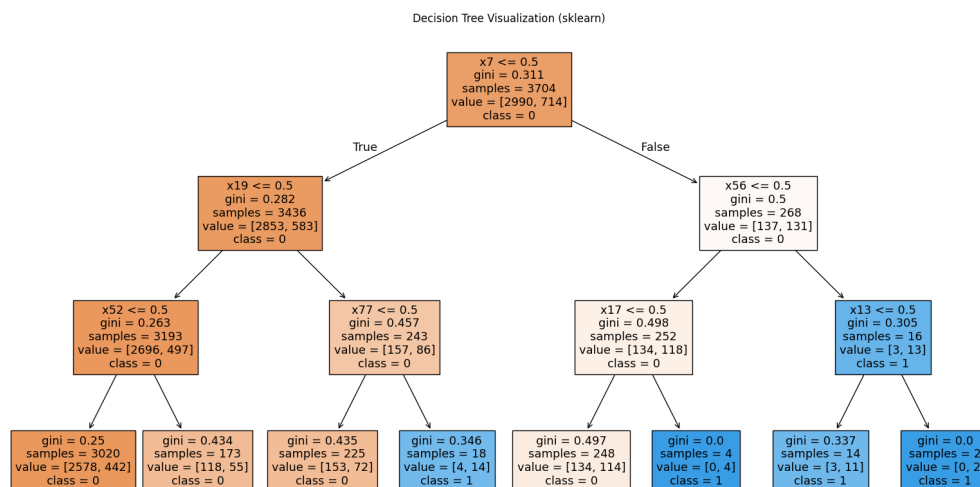 Decision Tree Visualization (sklearn)
x7 <= 0.5
gini = 0.311
samples = 3704
value = [2990, 714]
class = 0
True
False
x19 <= 0.5
gini = 0.282
samples = 3436
value = [2853, 583]
class = 0
x56 <= 0.5
gini = 0.5
samples = 268
value = [137, 131]
class = 0
x52 <= 0.5
gini = 0.263
samples = 3193
value = [2696, 497]
class = 0
x77 <= 0.5
gini = 0.457
samples = 243
value = [157, 86]
class = 0
x17 <= 0.5
gini = 0.498
samples = 252
value = [134, 118]
class = 0
x13 <= 0.5
gini = 0.305
samples = 16
value = [3, 13]
class = 1
gini = 0.25
samples = 3020
value = [2578, 442]
class = 0
gini = 0.434
samples = 173
value = [118, 55]
class = 0
gini = 0.435
samples = 225
value = [153, 72]
class = 0
gini = 0.346
samples = 18
value = [4, 14]
class = 1
gini = 0.497
samples = 248
value = [134, 114]
class = 0
gini = 0.0
samples = 4
value = [0, 4]
class = 1
gini = 0.337
samples = 14
value = [3, 11]
class = 1
gini = 0.0
samples = 2
value = [0, 2
class = 1